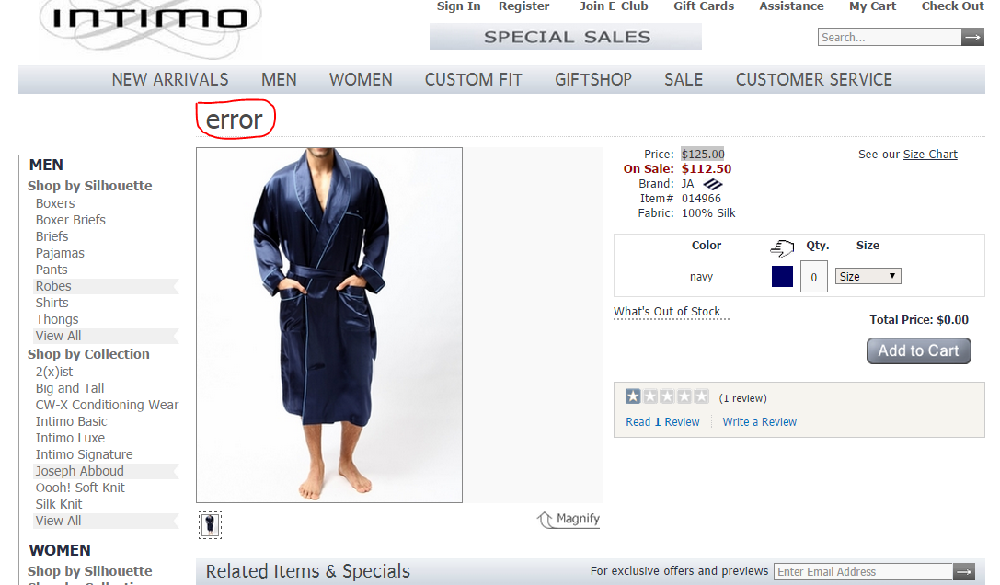 INTIMO
Sign In Register Join E-Club Gift Cards Assistance My Cart Check Out
SPECIAL SALES
Search...
NEW ARRIVALS MEN WOMEN CUSTOM FIT GIFTSHOP SALE CUSTOMER SERVICE
error
MEN
Shop by Silhouette
Boxers
Boxer Briefs
Briefs
Pajamas
Pants
Robes
Shirts
Thongs
View All
Shop by Collection
2(x)ist
Big and Tall
CW-X Conditioning Wear
Intimo Basic
Intimo Luxe
Intimo Signature
Joseph Abboud
Oooh! Soft Knit
Silk Knit
View All
WOMEN
Shop by Silhouette
Magnify
Price: $125.00
On Sale: $112.50
Brand: JA
Item# 014966
Fabric: 100% Silk
See our Size Chart
Color Qty. Size
navy 0 Size
What's Out of Stock
Total Price: $0.00
Add to Cart
(1 review)
Read 1 Review Write a Review
Related Items & Specials
For exclusive offers and previews Enter Email Address